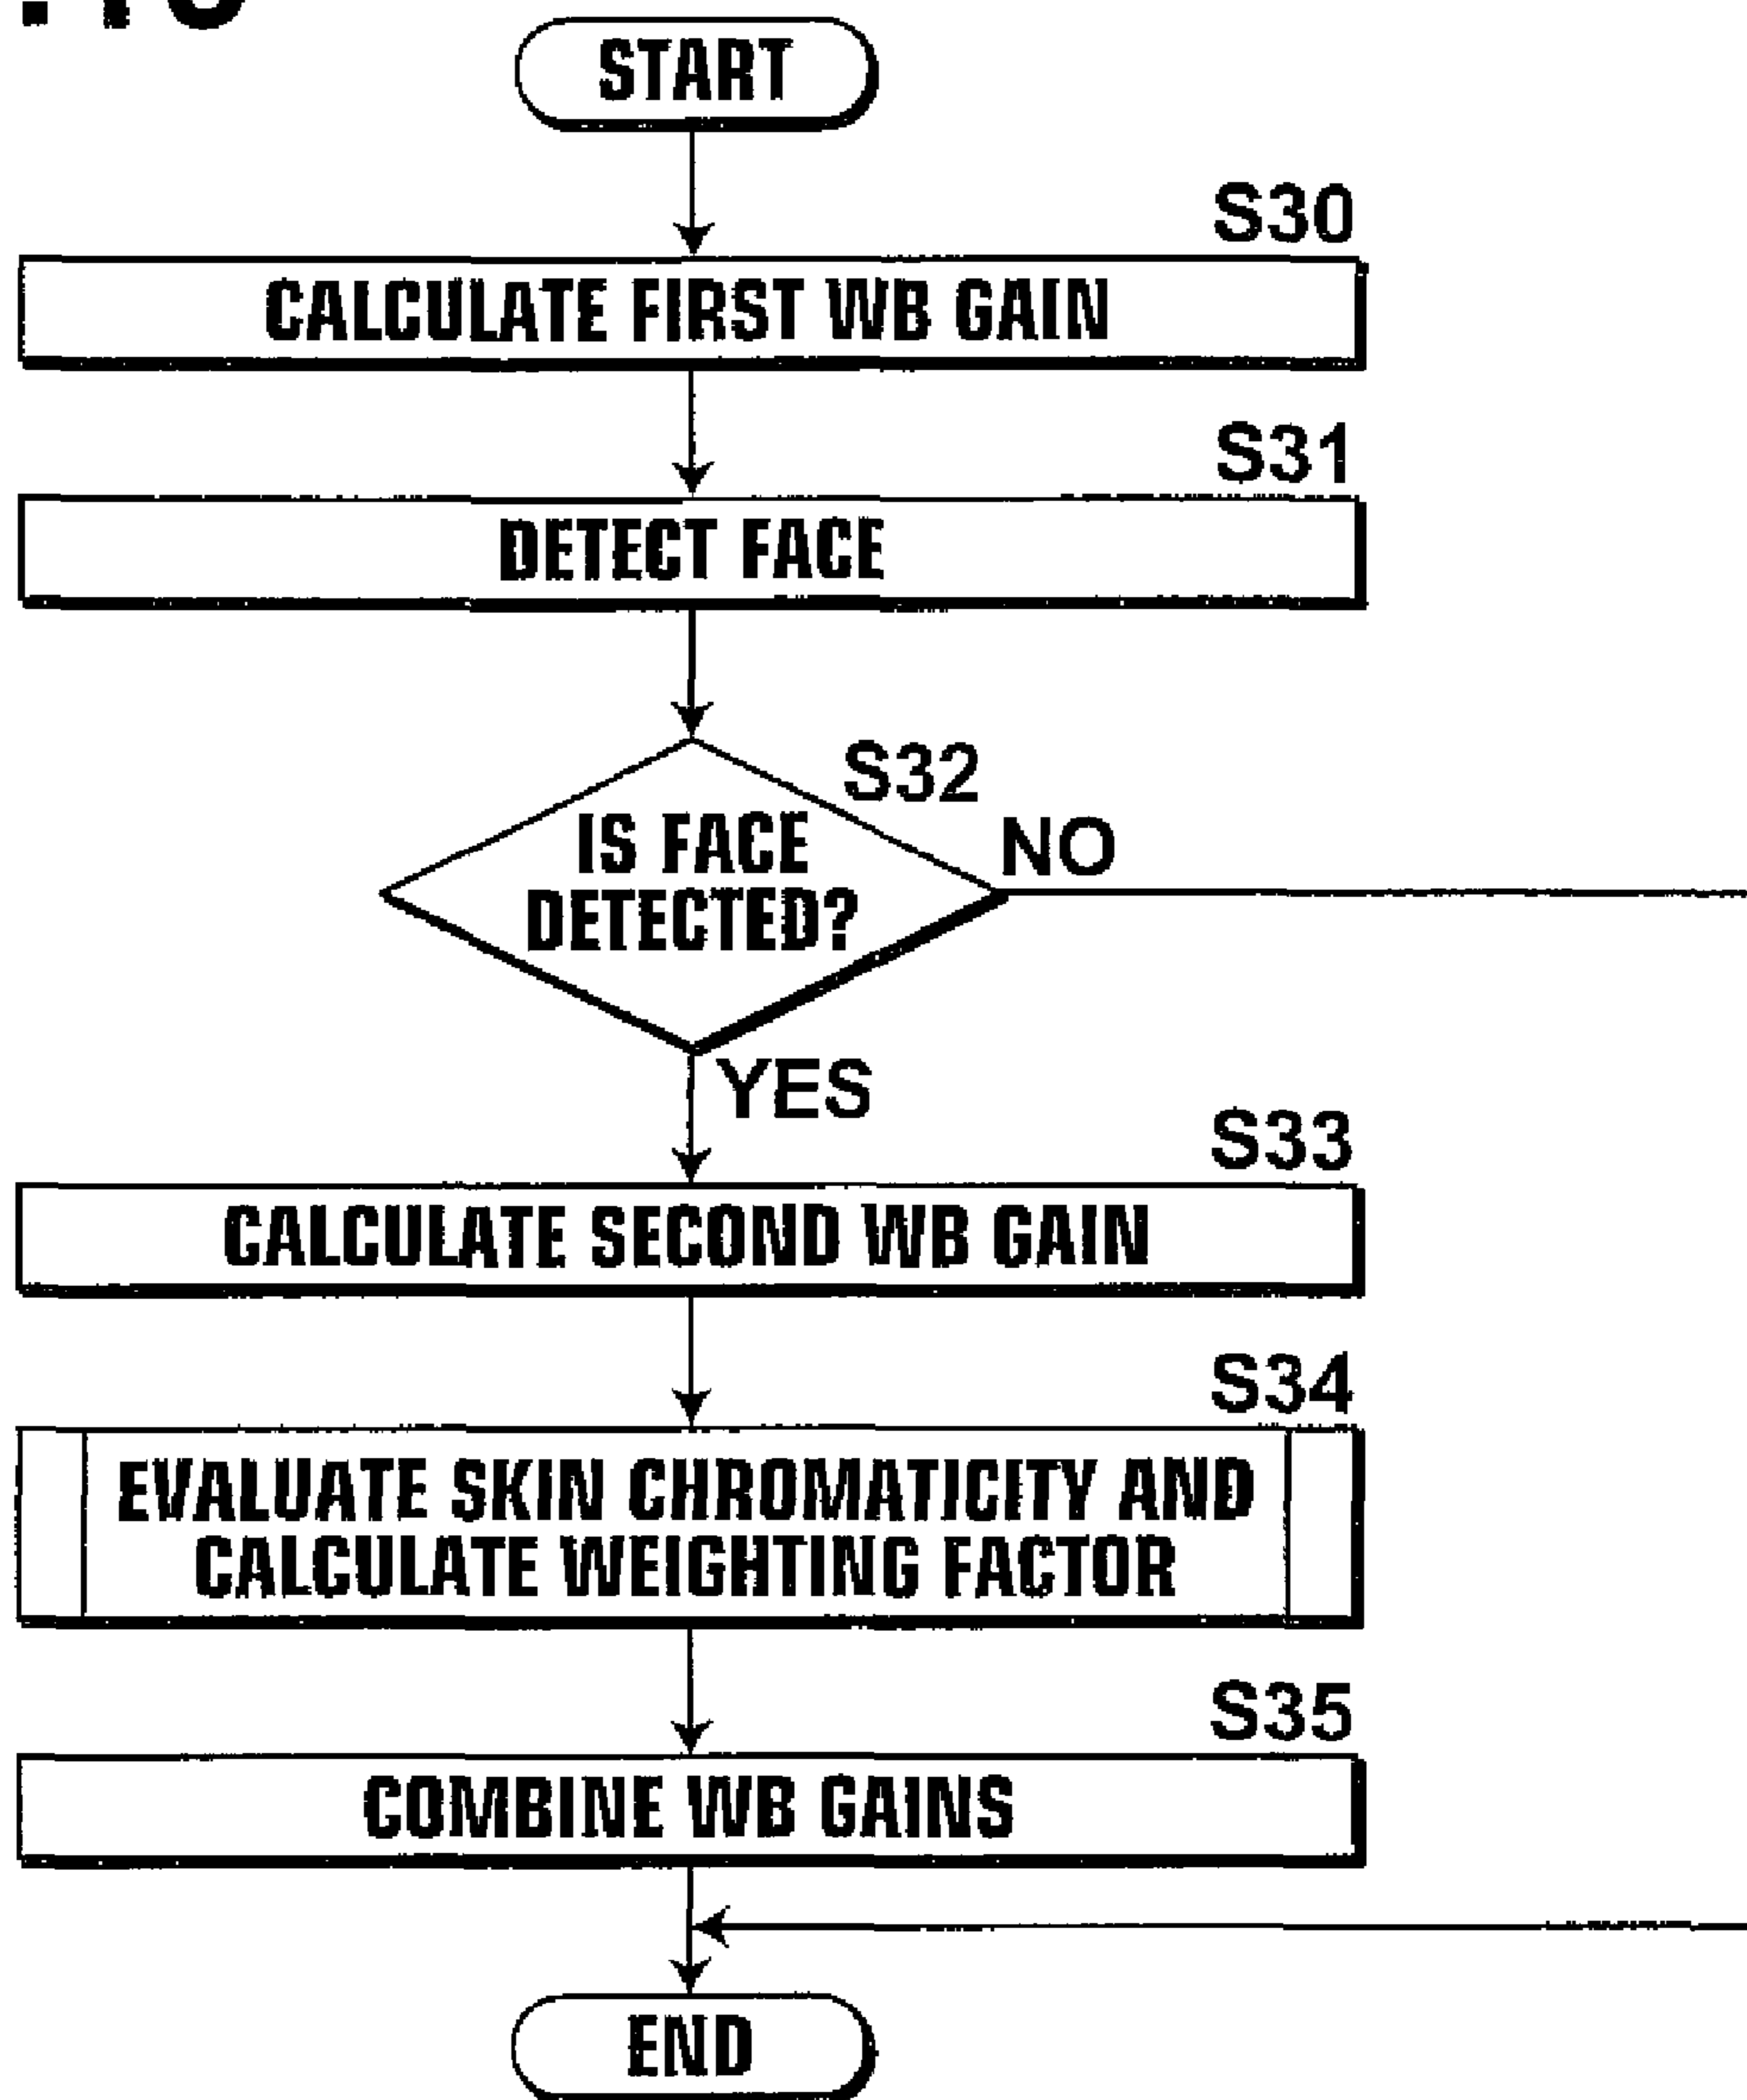 START
S30
CALCULATE FIRST WB GAIN
S31
DETECT FACE
S32
IS FACE
DETECTED?
NO
YES
S33
CALCULATE SECOND WB GAIN
S34
EVALUATE SKIN CHROMATICITY AND
CALCULATE WEIGHTING FACTOR
S35
COMBINE WB GAINS
END